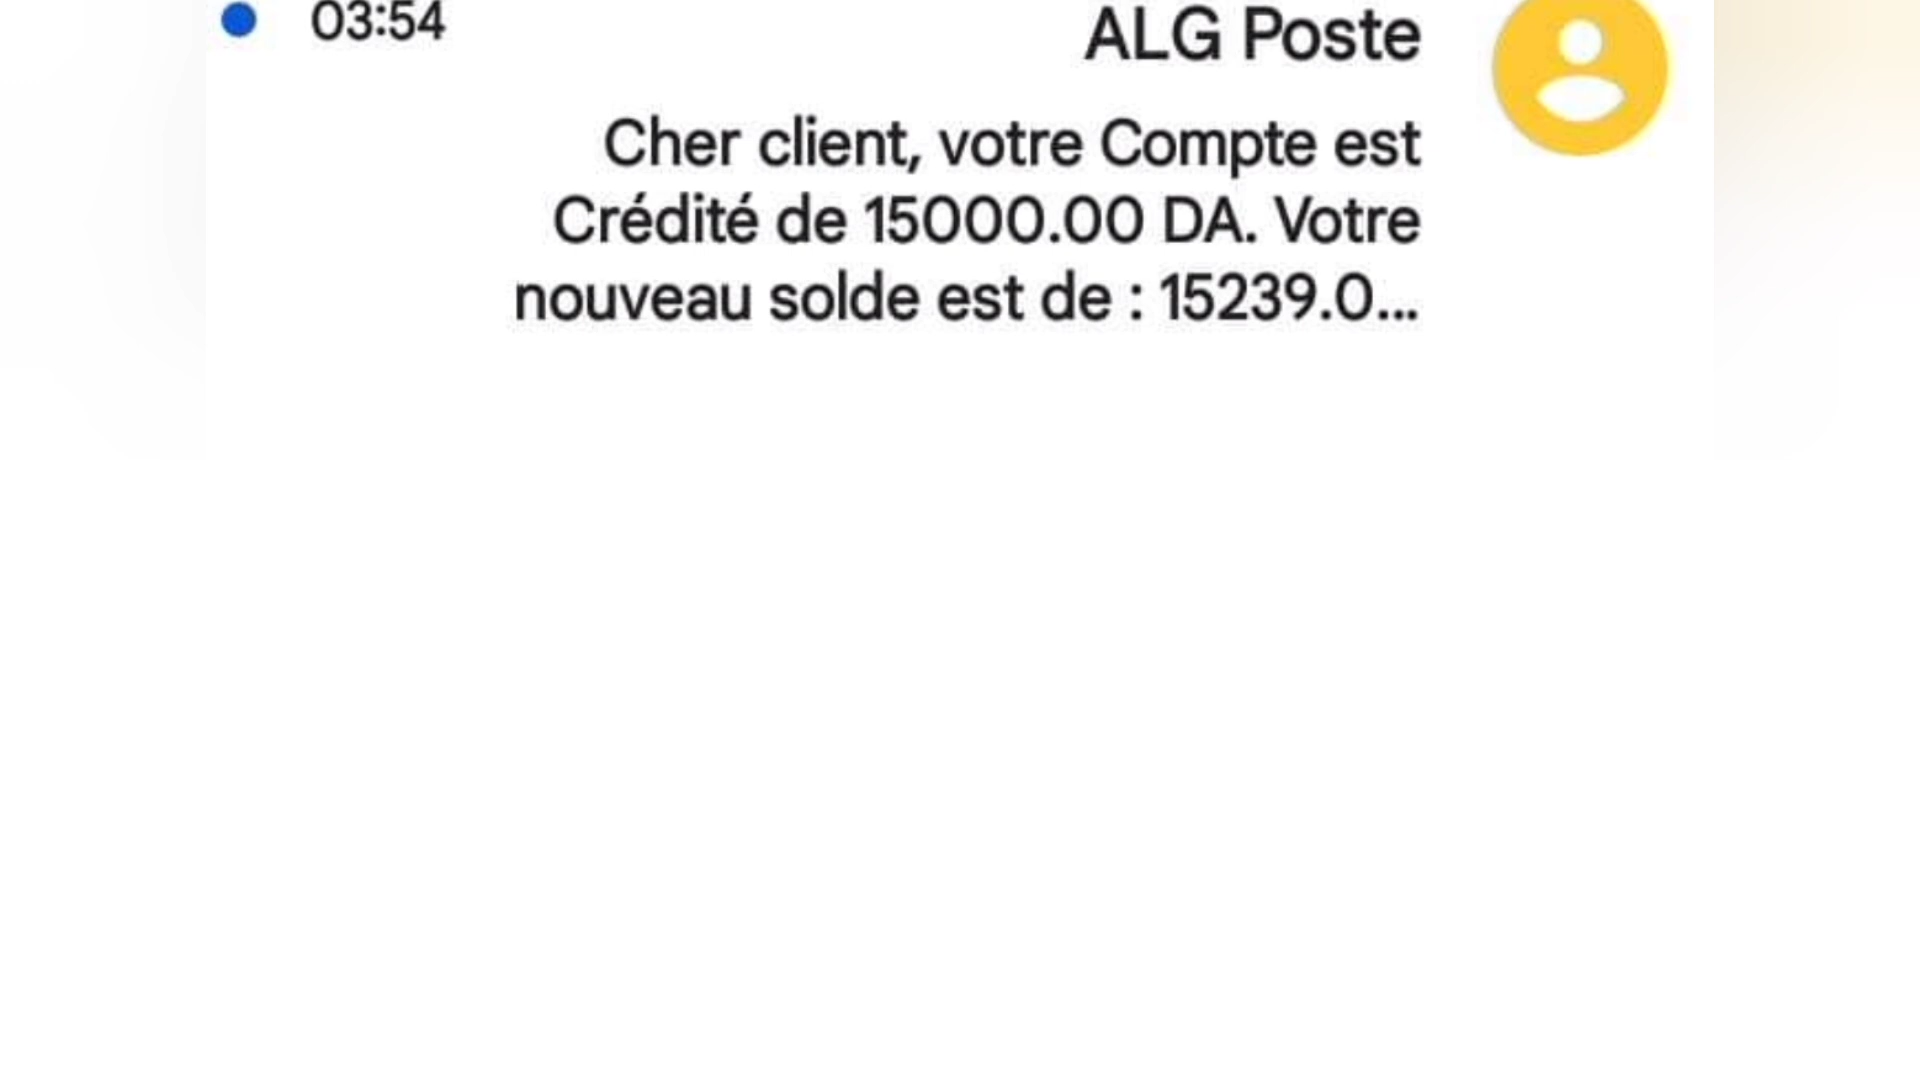 ALG Poste
03:54
Cher client, votre Compte est
Crédité de 15000.00 DA. Votre
nouveau solde est de : 15239.0...